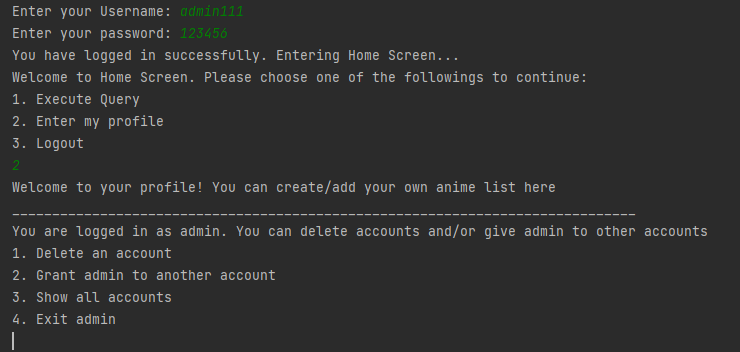 Enter your Username: admin111
Enter your password: 123456
You have logged in successfully. Entering Home Screen...
Welcome to Home Screen. Please choose one of the followings to continue:
1. Execute Query
2. Enter my profile
3. Logout
2
Welcome to your profile! You can create/add your own anime list here
______________________________________________________________________________
You are logged in as admin. You can delete accounts and/or give admin to other accounts
1. Delete an account
2. Grant admin to another account
3. Show all accounts
4. Exit admin